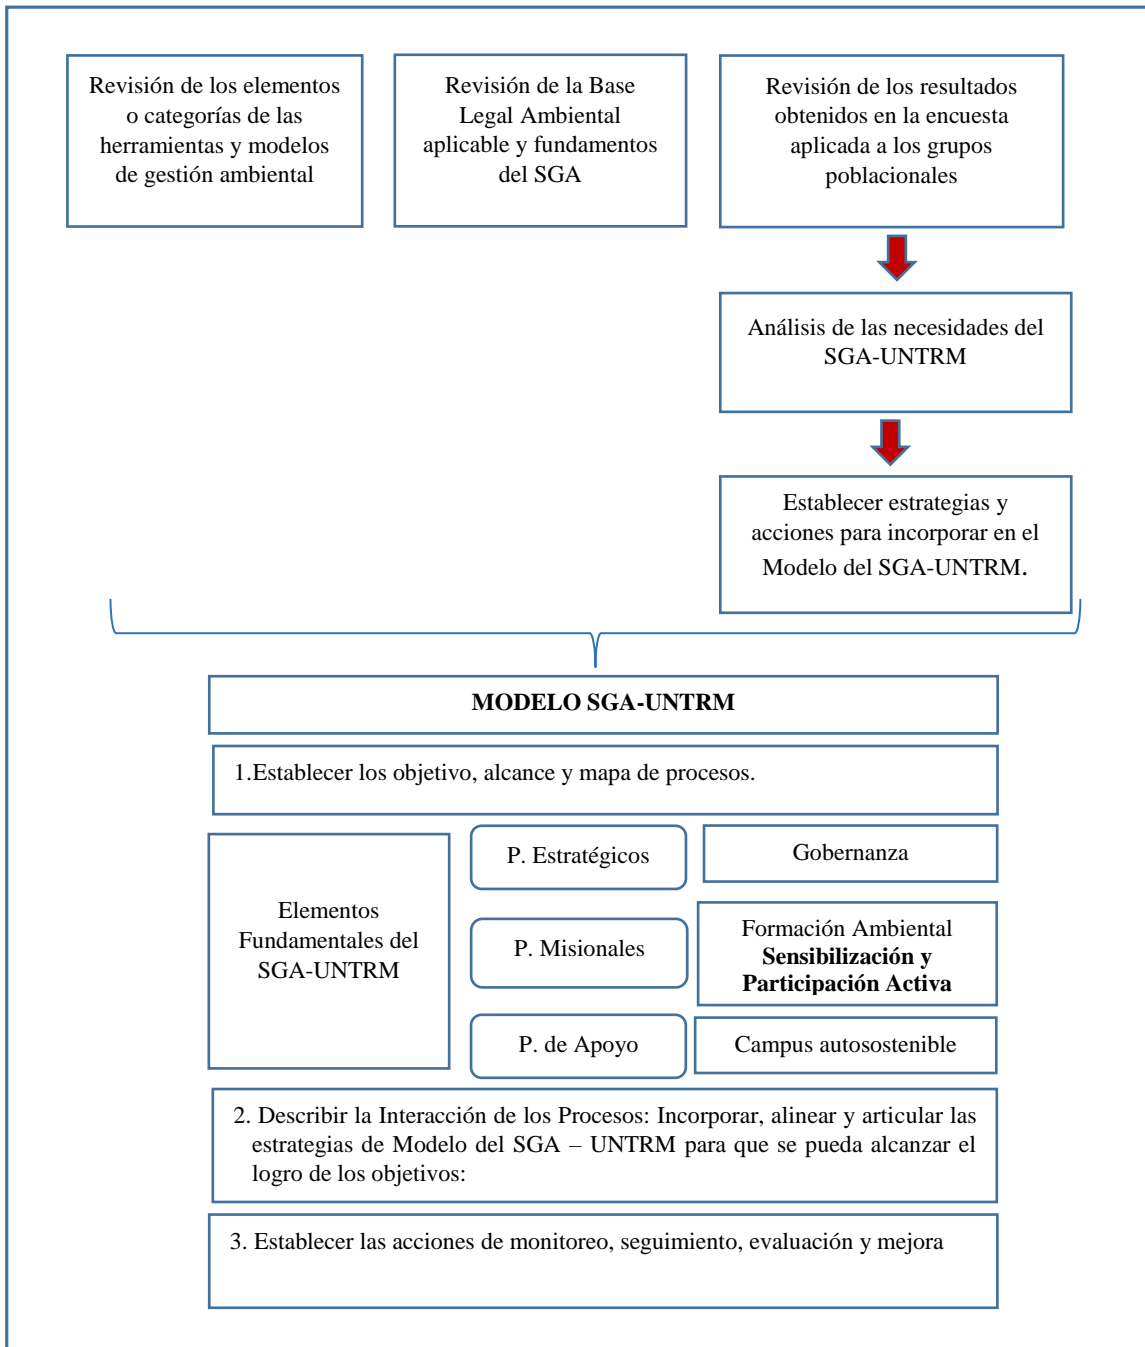 Revisión de los elementos
o categorías de las
herramientas y modelos
de gestión ambiental
Revisión de la Base
Legal Ambiental
aplicable y fundamentos
del SGA
Revisión de los resultados
obtenidos en la encuesta
aplicada a los grupos
poblacionales
Análisis de las necesidades del
SGA-UNTRM
Establecer estrategias y
acciones para incorporar en el
Modelo del SGA-UNTRM.
MODELO SGA-UNTRM
1.Establecer los objetivo, alcance y mapa de procesos.
Elementos
Fundamentales del
SGA-UNTRM
P. Estratégicos
Gobernanza
P. Misionales
Formación Ambiental
Sensibilización y
Participación Activa
P. de Apoyo
Campus autosostenible
2. Describir la Interacción de los Procesos: Incorporar, alinear y articular las
estrategias de Modelo del SGA – UNTRM para que se pueda alcanzar el
logro de los objetivos:
3. Establecer las acciones de monitoreo, seguimiento, evaluación y mejora